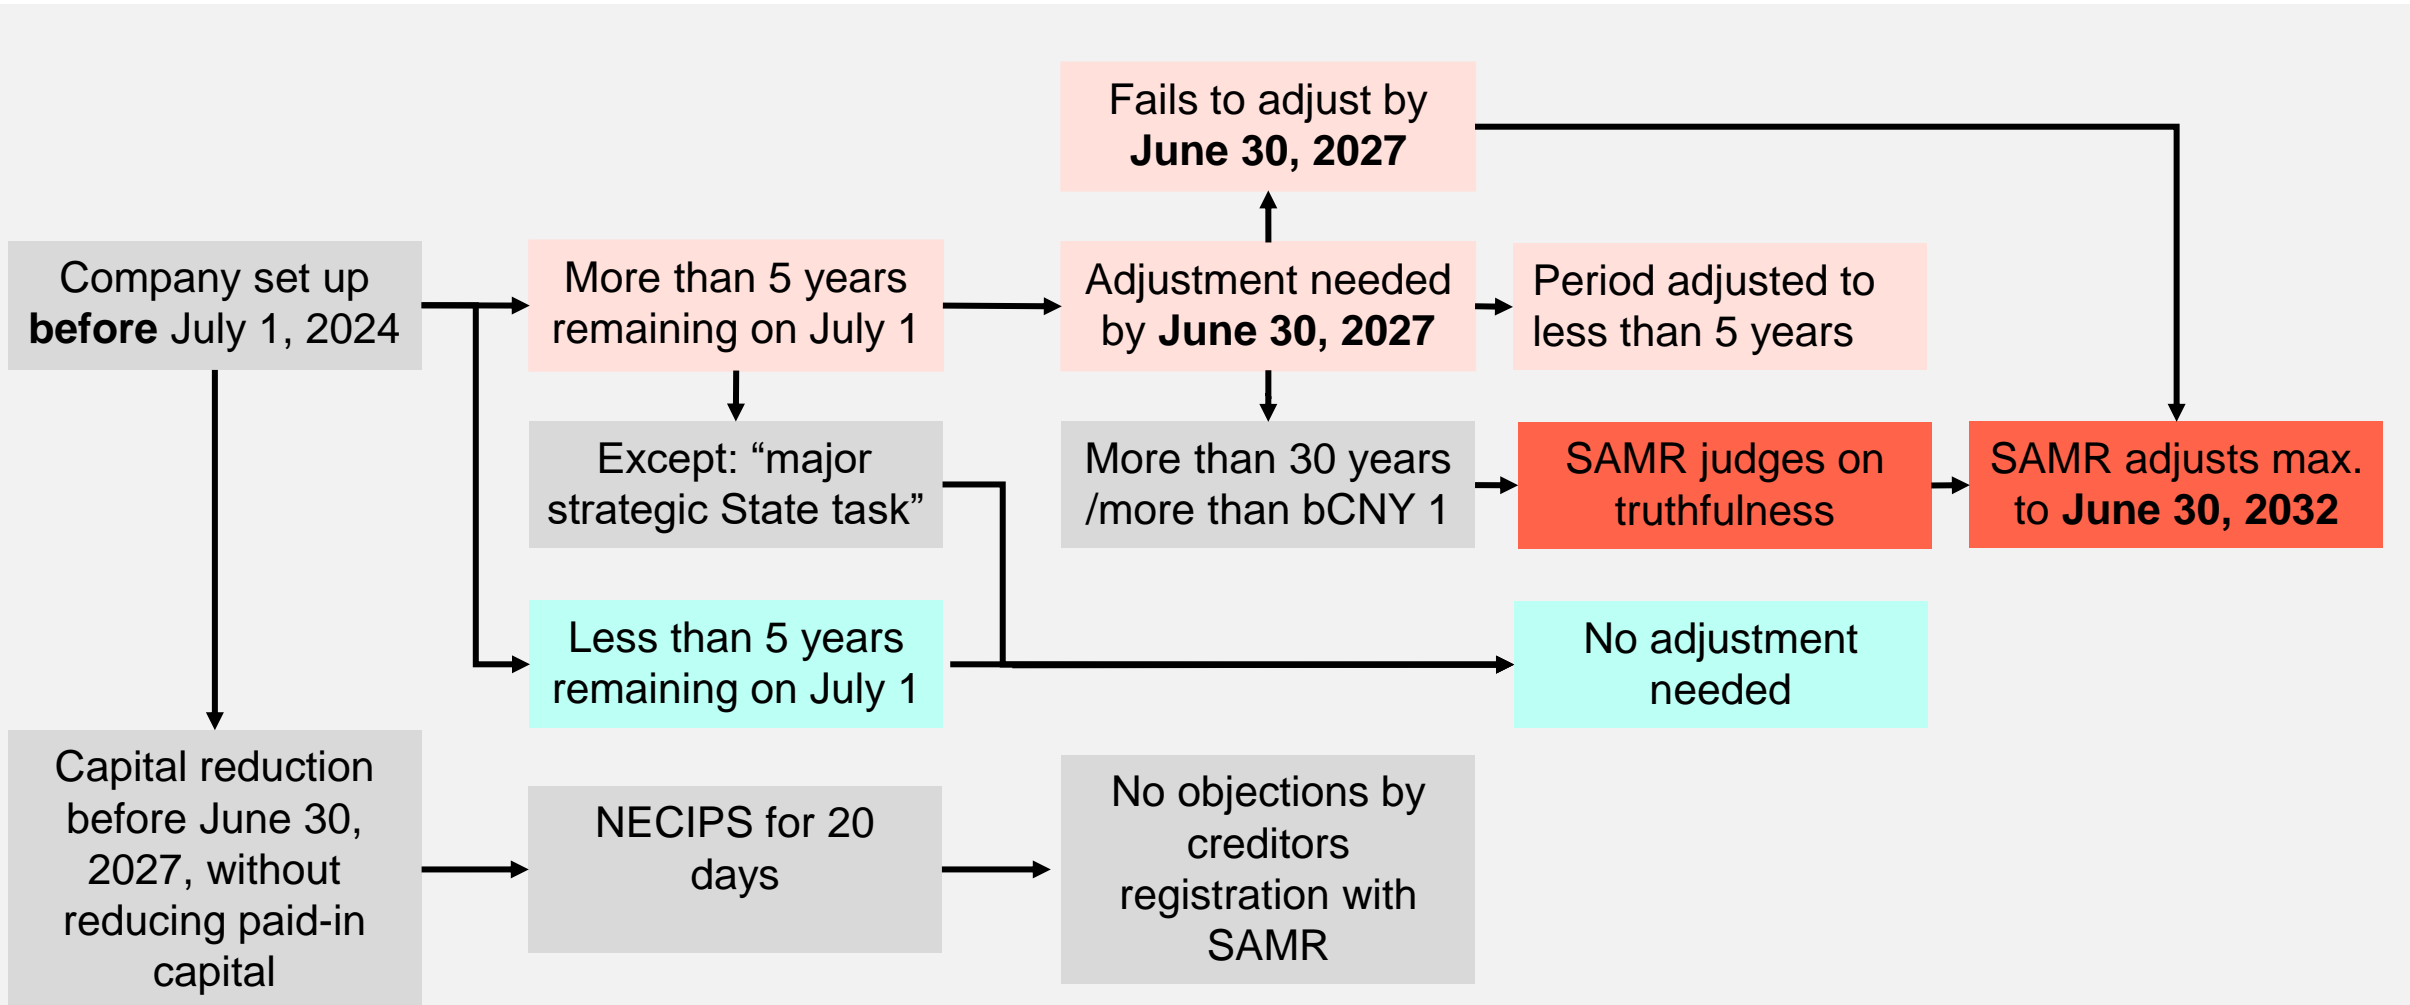 Fails to adjust by
June 30, 2027
Company set up
before July 1, 2024
More than 5 years
remaining on July 1
Adjustment needed
by June 30, 2027
Period adjusted to
less than 5 years
Except: “major
strategic State task”
More than 30 years
/more than bCNY 1
SAMR judges on
truthfulness
SAMR adjusts max.
to June 30, 2032
Less than 5 years
remaining on July 1
No adjustment
needed
Capital reduction
before June 30,
2027, without
reducing paid-in
capital
NECIPS for 20
days
No objections by
creditors
registration with
SAMR